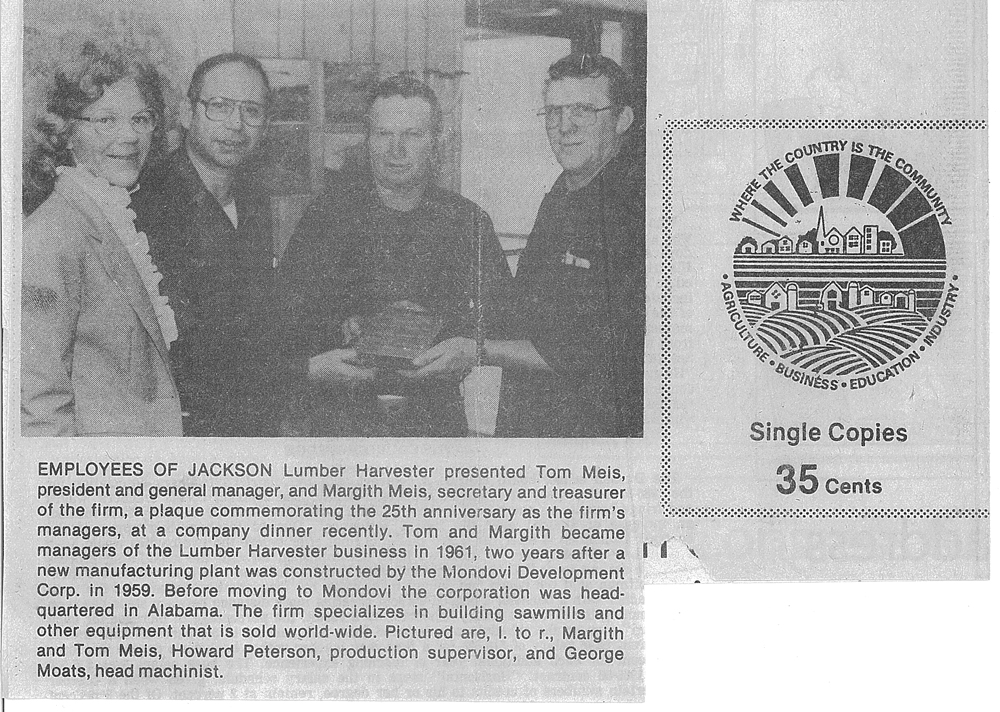 EMPLOYEES OF JACKSON Lumber Harvester presented Tom Meis,
president and general manager, and Margith Meis, secretary and treasurer
of the firm, a plaque commemorating the 25th anniversary as the firm's
managers, at a company dinner recently. Tom and Margith became
managers of the Lumber Harvester business in 1961, two years after a
new manufacturing plant was constructed by the Mondovi Development
Corp. in 1959. Before moving to Mondovi the corporation was head-
quartered in Alabama. The firm specializes in building sawmills and
other equipment that is sold world-wide. Pictured are, l. to r., Margith
and Tom Meis, Howard Peterson, production supervisor, and George
Moats, head machinist.
WHERE THE COUNTRY IS THE COMMUNITY
• AGRICULTURE • BUSINESS • EDUCATION • INDUSTRY •
Single Copies
35 Cents